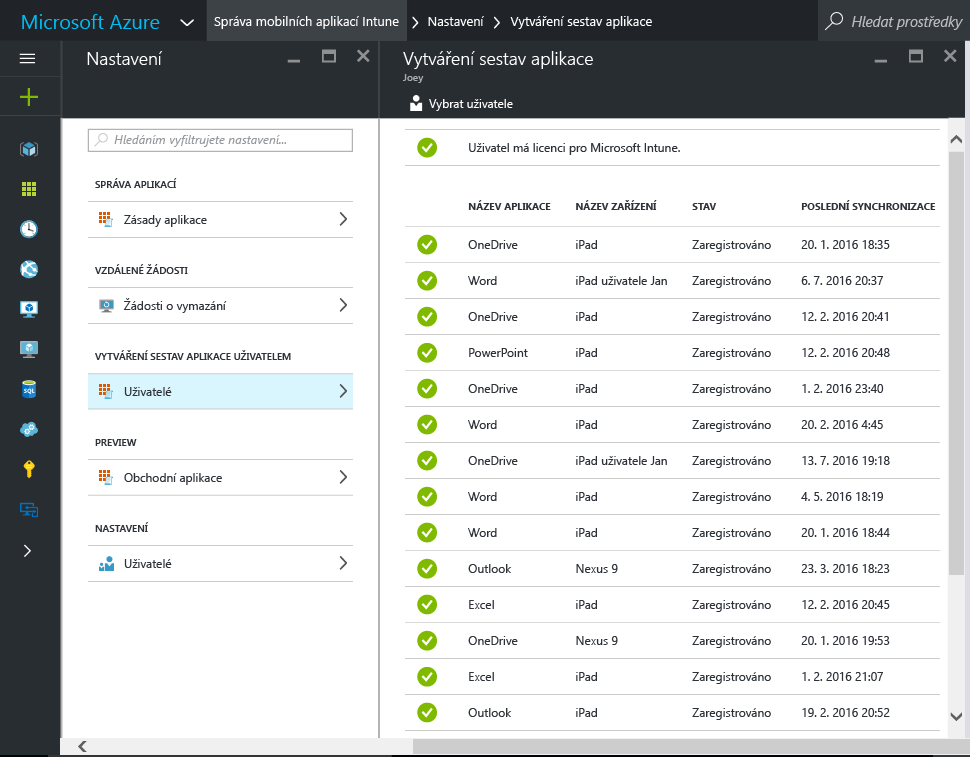 Microsoft Azure
Správa mobilních aplikací Intune
Nastavení
Vytváření sestav aplikace
Hledat prostředky
Nastavení
Hledáním vyfiltrujete nastavení...
SPRÁVA APLIKACÍ
Zásady aplikace
VZDÁLENÉ ŽÁDOSTI
Žádosti o vymazání
VYTVÁŘENÍ SESTAV APLIKACE UŽIVATELEM
Uživatelé
PREVIEW
Obchodní aplikace
NASTAVENÍ
Uživatelé
Vytváření sestav aplikace
Joey
Vybrat uživatele
Uživatel má licenci pro Microsoft Intune.
NÁZEV APLIKACE NÁZEV ZAŘÍZENÍ STAV POSLEDNÍ SYNCHRONIZACE
OneDrive iPad Zaregistrováno 20. 1. 2016 18:35
Word iPad uživatele Jan Zaregistrováno 6. 7. 2016 20:37
OneDrive iPad Zaregistrováno 12. 2. 2016 20:41
PowerPoint iPad Zaregistrováno 12. 2. 2016 20:48
OneDrive iPad Zaregistrováno 1. 2. 2016 23:40
Word iPad Zaregistrováno 20. 2. 2016 4:45
OneDrive iPad uživatele Jan Zaregistrováno 13. 7. 2016 19:18
Word iPad Zaregistrováno 4. 5. 2016 18:19
Word iPad Zaregistrováno 20. 1. 2016 18:44
Outlook Nexus 9 Zaregistrováno 23. 3. 2016 18:23
Excel iPad Zaregistrováno 12. 2. 2016 20:45
OneDrive Nexus 9 Zaregistrováno 20. 1. 2016 19:53
Excel iPad Zaregistrováno 1. 2. 2016 21:07
Outlook iPad Zaregistrováno 19. 2. 2016 20:52
SQL